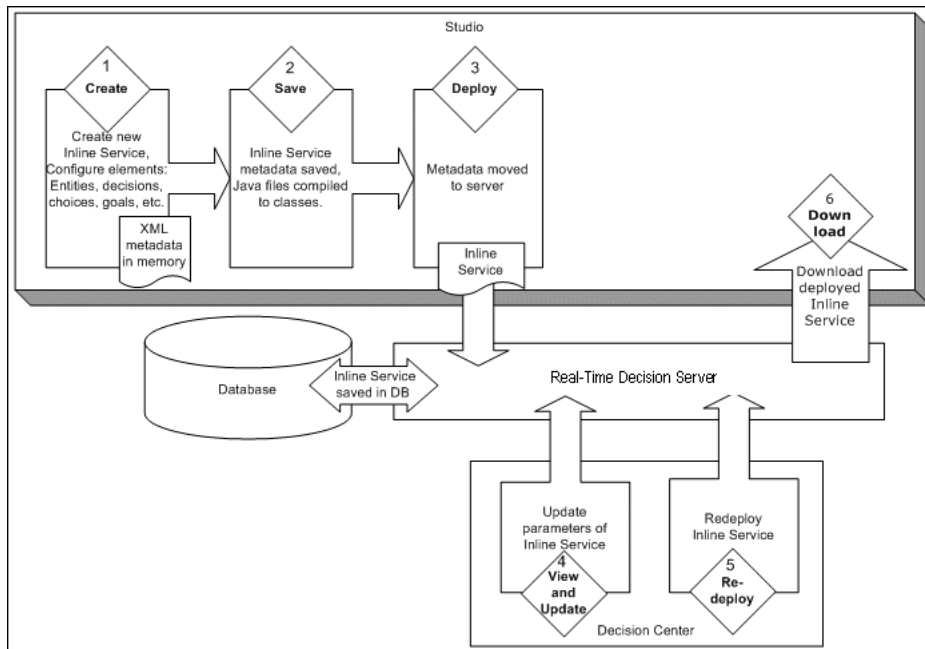 Studio
1
Create
Create new
Inline Service,
Configure elements:
Entities, decisions,
choices, goals, etc.
XML
metadata
in memory
2
Save
Inline Service
metadata saved,
Java files compiled
to classes.
3
Deploy
Metadata moved
to server
Inline
Service
6
Down
load
Download
deployed
Inline
Service
Database
Inline Service
saved in DB
Real-Time Decision Server
Update
parameters of
Inline Service
4
View
and
Update
Redeploy
Inline Service
5
Re-
deploy
Decision Center